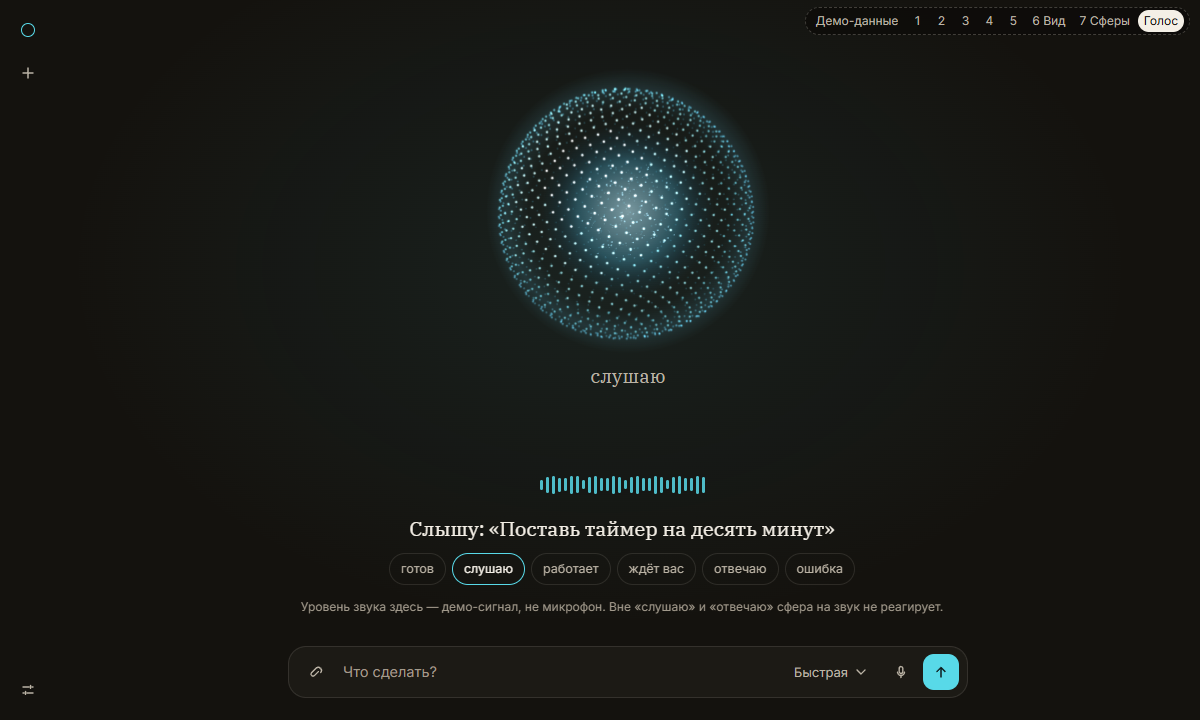 Демо-данные 1 2 3 4 5 6 Вид 7 Сферы Голос
слушаю
Слышу: «Поставь таймер на десять минут»
готов слушаю работает ждёт вас отвечаю ошибка
Уровень звука здесь — демо-сигнал, не микрофон. Вне «слушаю» и «отвечаю» сфера на звук не реагирует.
Что сделать? Быстрая